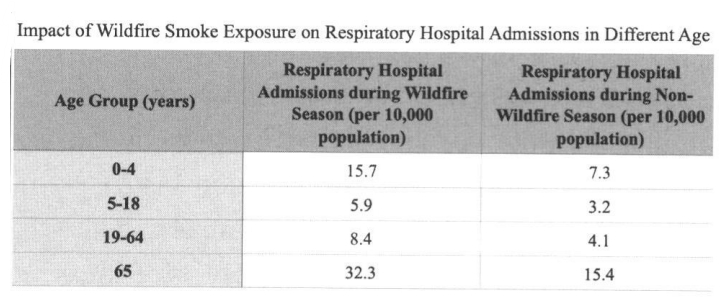 Impact of Wildfire Smoke Exposure on Respiratory Hospital Admissions in Different Age
Age Group (years)
Respiratory Hospital
Admissions during Wildfire
Season (per 10,000
population)
Respiratory Hospital
Admissions during Non-
Wildfire Season (per 10,000
population)
0-4 15.7 7.3
5-18 5.9 3.2
19-64 8.4 4.1
65 32.3 15.4